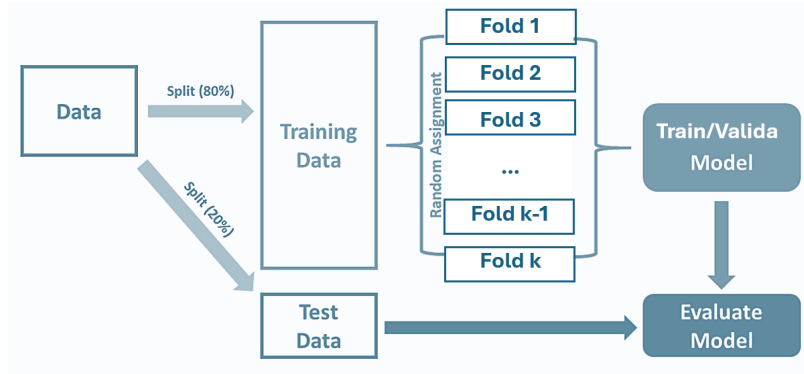 Data
Split (80%)
Split (20%)
Training
Data
Test
Data
Random Assignment
Fold 1
Fold 2
Fold 3
...
Fold k-1
Fold k
Train/Valida
Model
Evaluate
Model